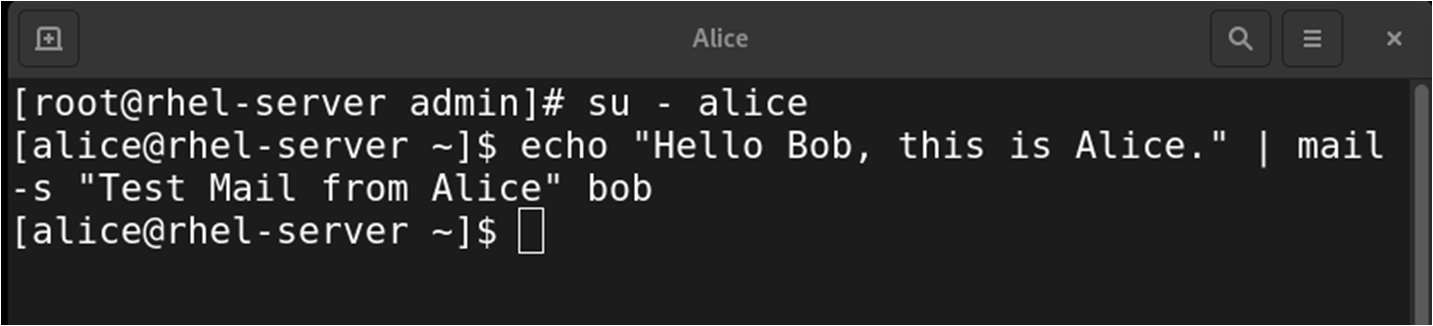 Alice
[root@rhel-server admin]# su - alice
[alice@rhel-server ~]$ echo "Hello Bob, this is Alice." | mail
-s "Test Mail from Alice" bob
[alice@rhel-server ~]$